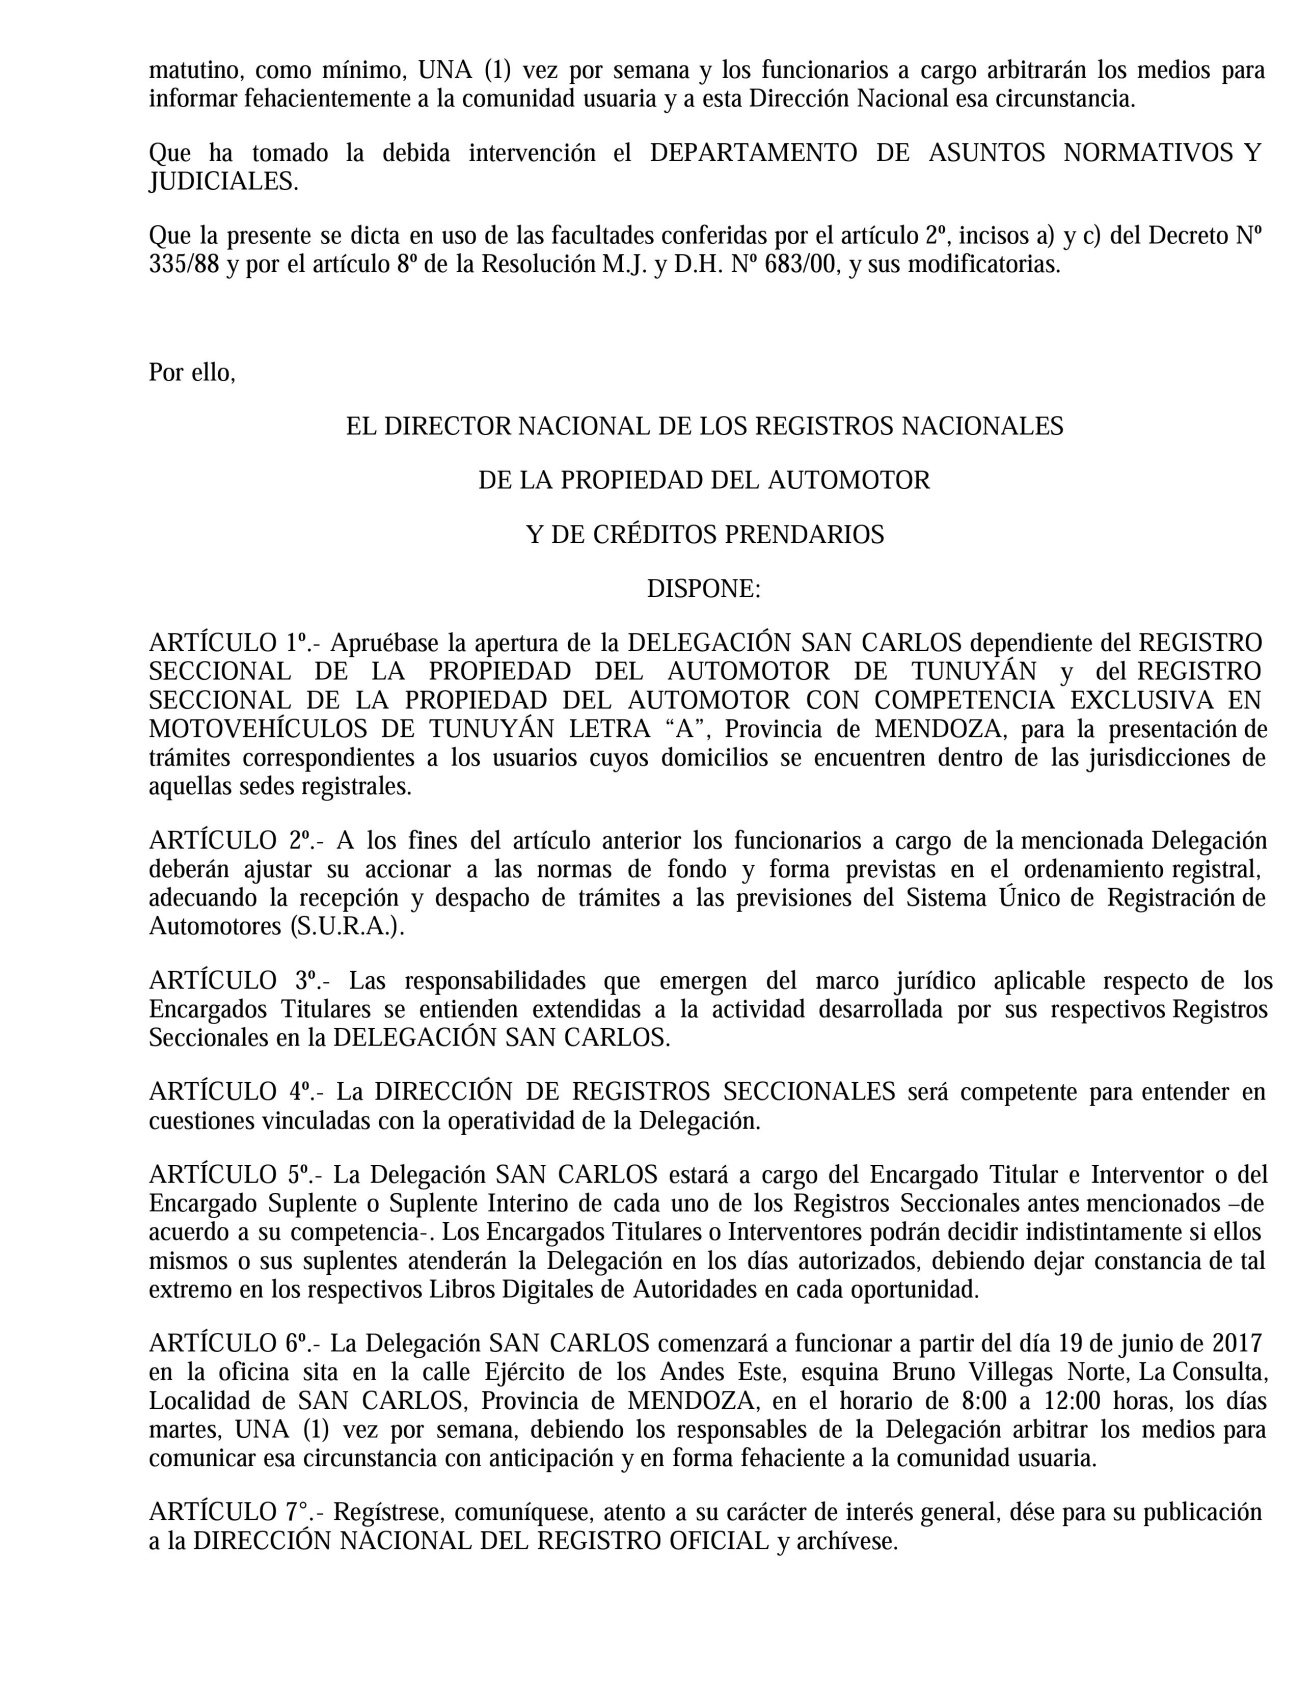 matutino, como mínimo, UNA (1) vez por semana y los funcionarios a cargo arbitrarán los medios para
informar fehacientemente a la comunidad usuaria y a esta Dirección Nacional esa circunstancia.
Que ha tomado la debida intervención el DEPARTAMENTO DE ASUNTOS NORMATIVOS Y
JUDICIALES.
Que la presente se dicta en uso de las facultades conferidas por el artículo 2º, incisos a) y c) del Decreto Nº
335/88 y por el artículo 8º de la Resolución M.J. y D.H. Nº 683/00, y sus modificatorias.
Por ello,
EL DIRECTOR NACIONAL DE LOS REGISTROS NACIONALES
DE LA PROPIEDAD DEL AUTOMOTOR
Y DE CRÉDITOS PRENDARIOS
DISPONE:
ARTÍCULO 1º.- Apruébase la apertura de la DELEGACIÓN SAN CARLOS dependiente del REGISTRO
SECCIONAL DE LA PROPIEDAD DEL AUTOMOTOR DE TUNUYÁN y del REGISTRO
SECCIONAL DE LA PROPIEDAD DEL AUTOMOTOR CON COMPETENCIA EXCLUSIVA EN
MOTOVEHÍCULOS DE TUNUYÁN LETRA “A”, Provincia de MENDOZA, para la presentación de
trámites correspondientes a los usuarios cuyos domicilios se encuentren dentro de las jurisdicciones de
aquellas sedes registrales.
ARTÍCULO 2º.- A los fines del artículo anterior los funcionarios a cargo de la mencionada Delegación
deberán ajustar su accionar a las normas de fondo y forma previstas en el ordenamiento registral,
adecuando la recepción y despacho de trámites a las previsiones del Sistema Único de Registración de
Automotores (S.U.R.A.).
ARTÍCULO 3º.- Las responsabilidades que emergen del marco jurídico aplicable respecto de los
Encargados Titulares se entienden extendidas a la actividad desarrollada por sus respectivos Registros
Seccionales en la DELEGACIÓN SAN CARLOS.
ARTÍCULO 4º.- La DIRECCIÓN DE REGISTROS SECCIONALES será competente para entender en
cuestiones vinculadas con la operatividad de la Delegación.
ARTÍCULO 5º.- La Delegación SAN CARLOS estará a cargo del Encargado Titular e Interventor o del
Encargado Suplente o Suplente Interino de cada uno de los Registros Seccionales antes mencionados –de
acuerdo a su competencia-. Los Encargados Titulares o Interventores podrán decidir indistintamente si ellos
mismos o sus suplentes atenderán la Delegación en los días autorizados, debiendo dejar constancia de tal
extremo en los respectivos Libros Digitales de Autoridades en cada oportunidad.
ARTÍCULO 6º.- La Delegación SAN CARLOS comenzará a funcionar a partir del día 19 de junio de 2017
en la oficina sita en la calle Ejército de los Andes Este, esquina Bruno Villegas Norte, La Consulta,
Localidad de SAN CARLOS, Provincia de MENDOZA, en el horario de 8:00 a 12:00 horas, los días
martes, UNA (1) vez por semana, debiendo los responsables de la Delegación arbitrar los medios para
comunicar esa circunstancia con anticipación y en forma fehaciente a la comunidad usuaria.
ARTÍCULO 7°.- Regístrese, comuníquese, atento a su carácter de interés general, dése para su publicación
a la DIRECCIÓN NACIONAL DEL REGISTRO OFICIAL y archívese.